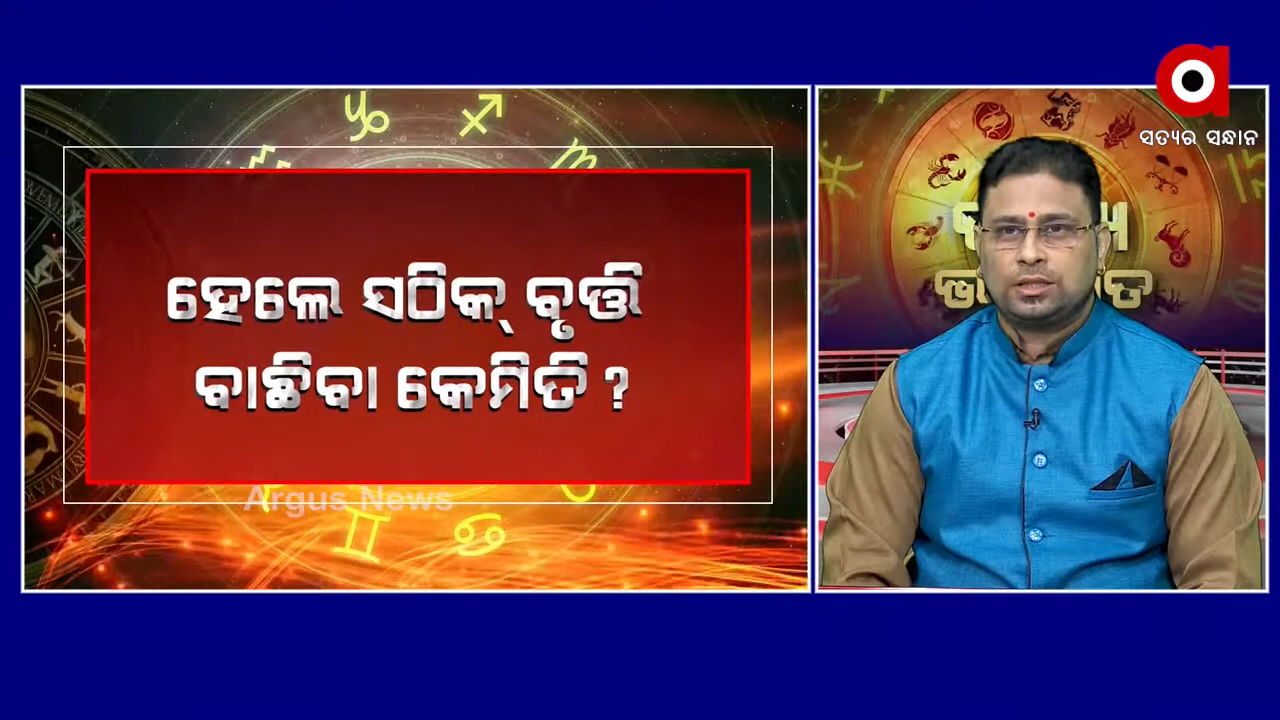 ହେଲେ ସଠିକ୍ ବୃତ୍ତି
ବାଛିବା କେମିତି ?
Argus News
ସତ୍ୟର ସନ୍ଧାନ